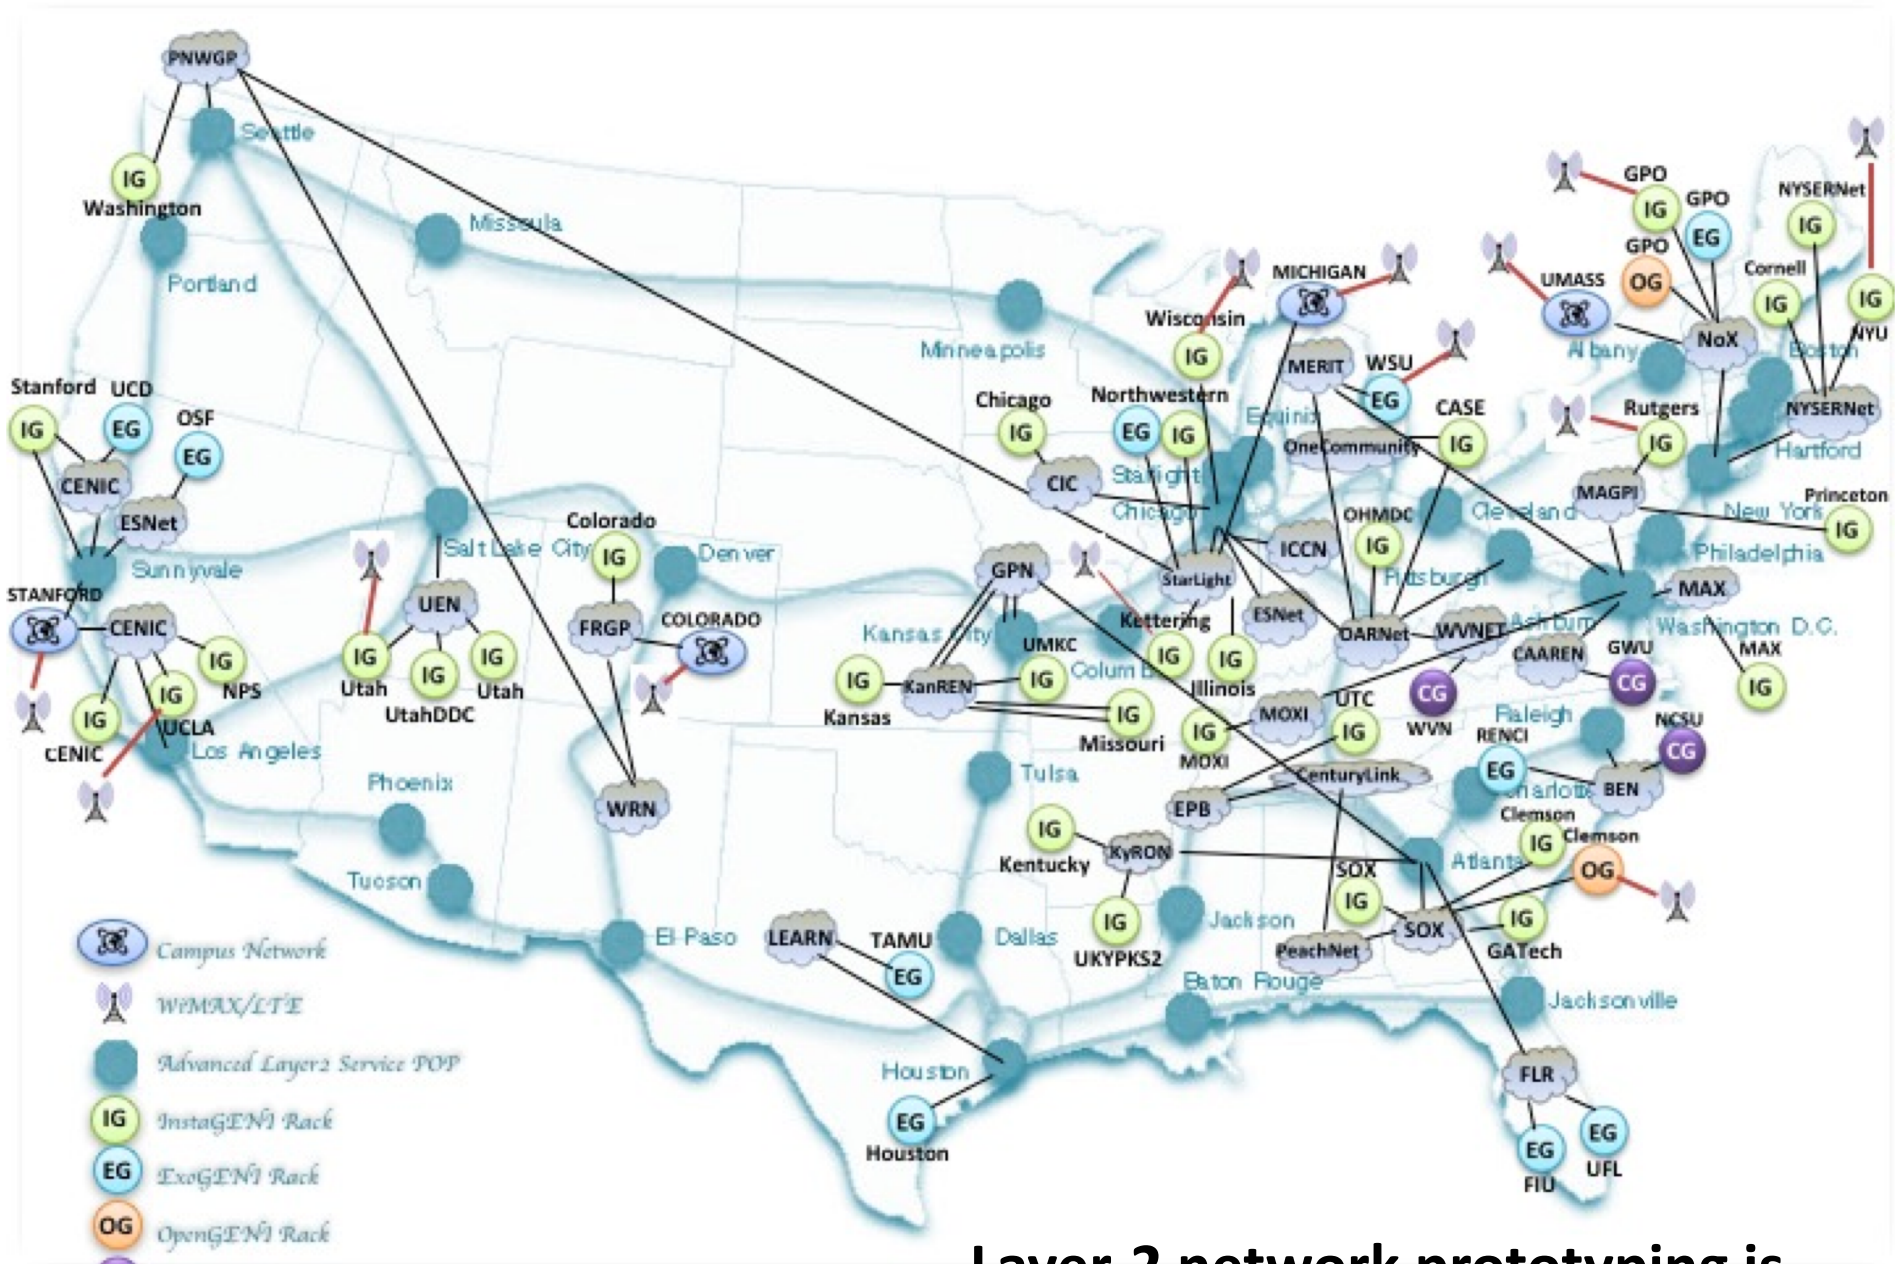 PNWGP
Seattle
IG
Washington
Missoula
Portland
Minneapolis
Stanford
UCD
OSF
IG
EG
EG
CENIC
ESNet
Sunnyvale
STANFORD
CENIC
IG
NPS
IG
UCLA
IG
CENIC
Los Angeles
Salt Lake City
UEN
IG
Utah
IG
UtahDDC
IG
Utah
Colorado
IG
Denver
FRGP
COLORADO
WRN
Phoenix
Tucson
El Paso
GPN
Kansas City
UMKC
IG
Kansas
KanREN
IG
IG
Missouri
Tulsa
Chicago
IG
CIC
Wisconsin
IG
Northwestern
EG
IG
Starlight
Chicago
Equinix
MICHIGAN
MERIT
WSU
EG
OneCommunity
CASE
IG
ICCN
OHMDC
IG
Cleveland
Pittsburgh
StarLight
Kettering
IG
IG
Illinois
ESNet
OARNet
WVNET
Ashburn
CG
WVN
CAAREN
GWU
CG
MOXI
IG
MOXI
UTC
IG
CenturyLink
EPB
IG
Kentucky
KyRON
IG
UKYPKS2
Jackson
Atlanta
SOX
IG
SOX
PeachNet
IG
GATech
Clemson
IG
Clemson
OG
Raleigh
RENCI
EG
Charlotte
BEN
NCSU
CG
GPO
IG
GPO
EG
GPO
OG
UMASS
NoX
Albany
Boston
NYSERNet
IG
Cornell
IG
IG
NYU
NYSERNet
Hartford
Rutgers
IG
MAGPI
New York
Princeton
IG
Philadelphia
MAX
Washington D.C.
MAX
IG
LEARN
TAMU
EG
Dallas
Baton Rouge
Jacksonville
Houston
EG
Houston
FLR
EG
FIU
EG
UFL
Campus Network
WiMAX/LTE
Advanced Layer2 Service POP
IG
InstaGENI Rack
EG
ExoGENI Rack
OG
OpenGENI Rack
Layer-2 network prototyping is